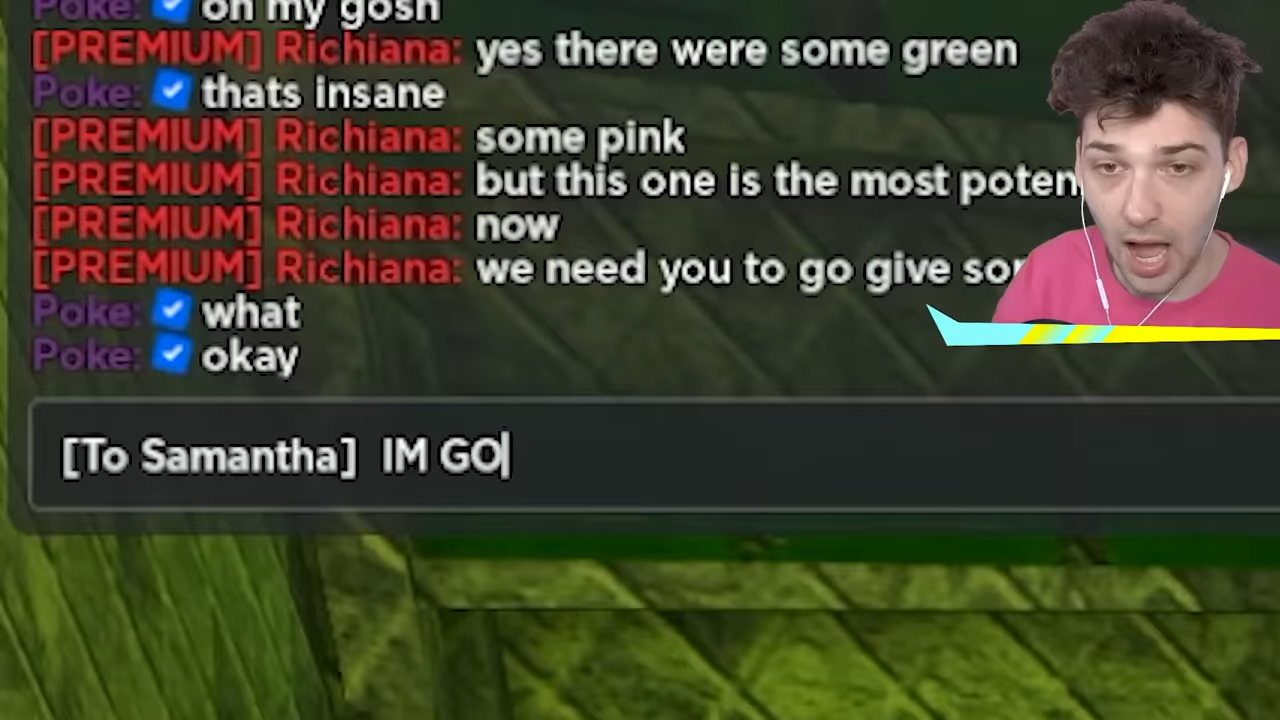 Poke: oh my gosh
[PREMIUM] Richiana: yes there were some green
Poke: thats insane
[PREMIUM] Richiana: some pink
[PREMIUM] Richiana: but this one is the most poten
[PREMIUM] Richiana: now
[PREMIUM] Richiana: we need you to go give
Poke: what
Poke: okay
[To Samantha] IM GO